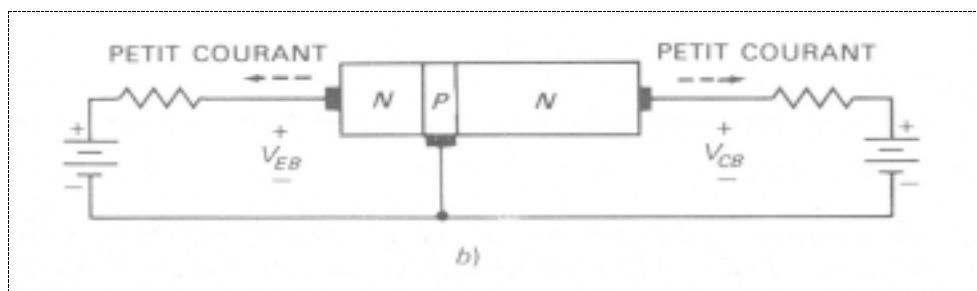 PETIT COURANT
PETIT COURANT
N P N
+
+
+
+
V_EB
V_CB
−
−
−
−
b)